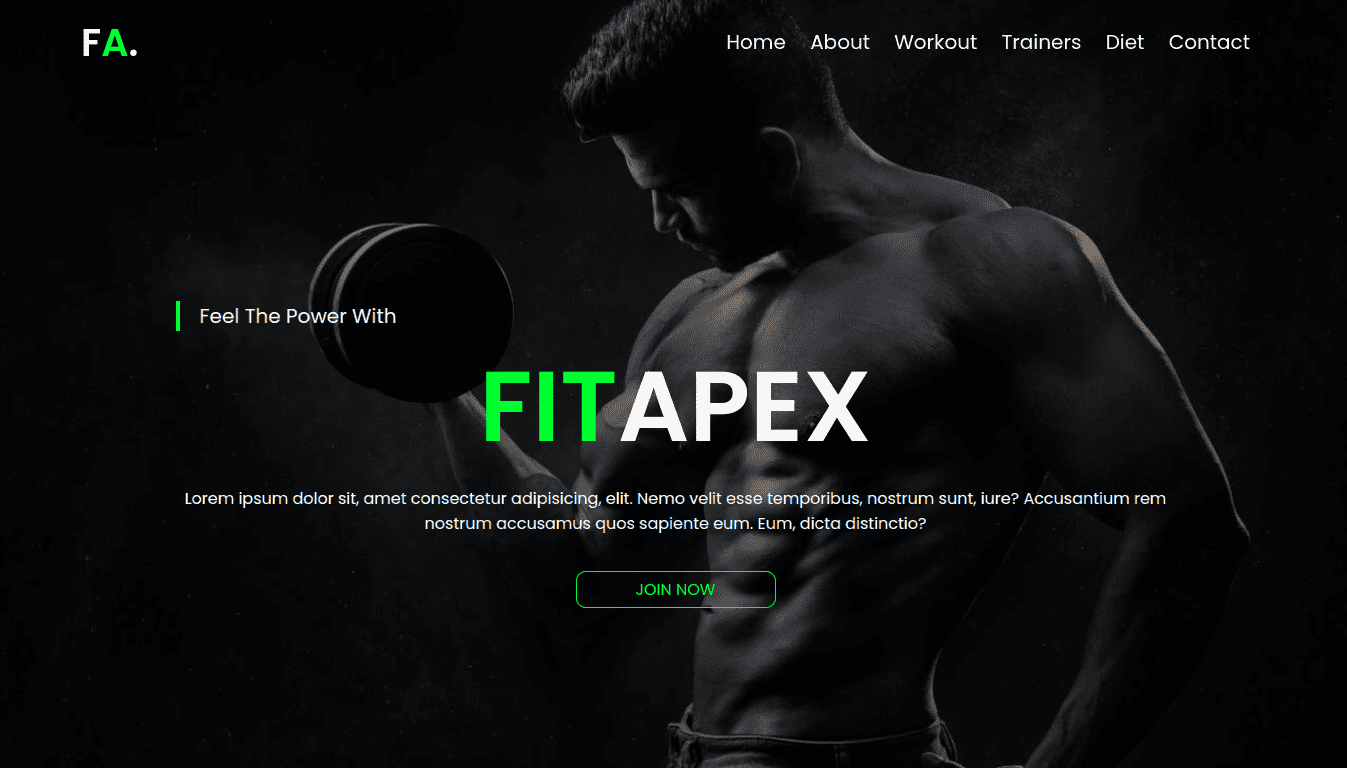 FA.
Home About Workout Trainers Diet Contact
Feel The Power With
FITAPEX
Lorem ipsum dolor sit, amet consectetur adipisicing, elit. Nemo velit esse temporibus, nostrum sunt, iure? Accusantium rem
nostrum accusamus quos sapiente eum. Eum, dicta distinctio?
JOIN NOW